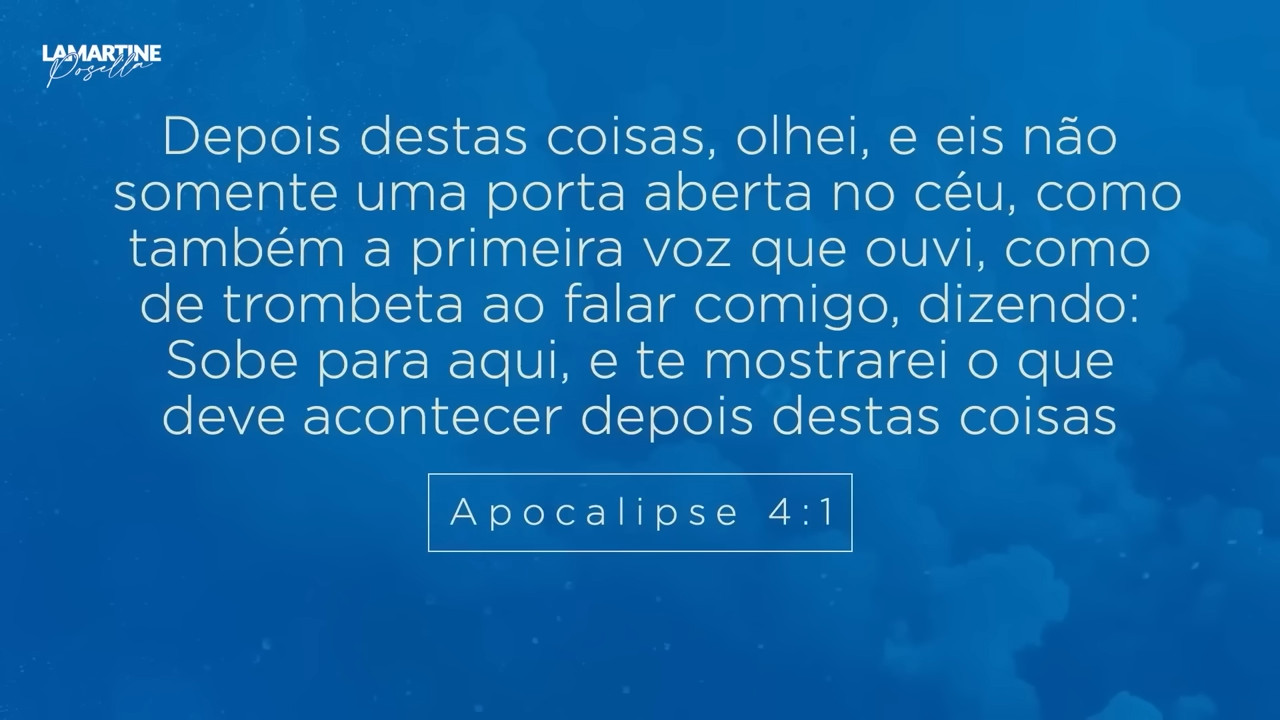 LAMARTINE
Posella
Depois destas coisas, olhei, e eis não
somente uma porta aberta no céu, como
também a primeira voz que ouvi, como
de trombeta ao falar comigo, dizendo:
Sobe para aqui, e te mostrarei o que
deve acontecer depois destas coisas
Apocalipse 4:1